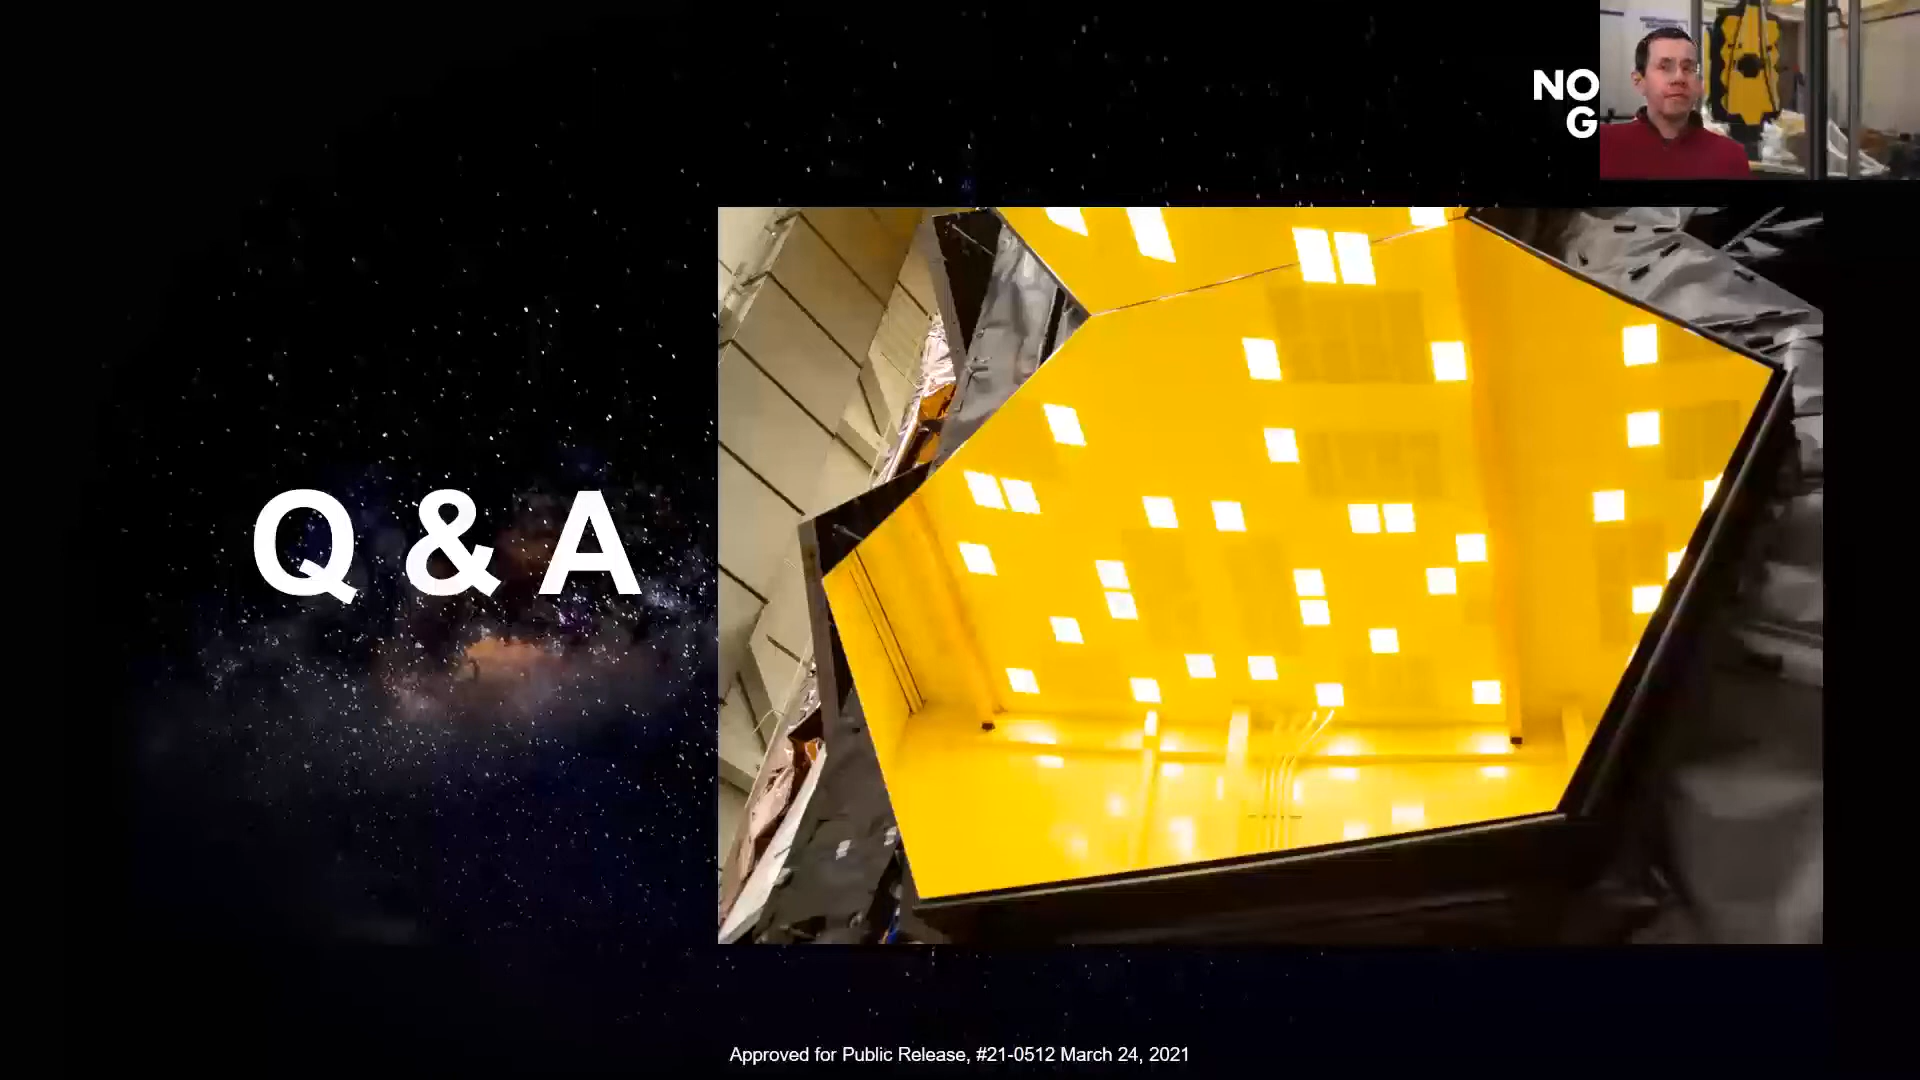 NO
G
Q & A
Approved for Public Release, #21-0512 March 24, 2021